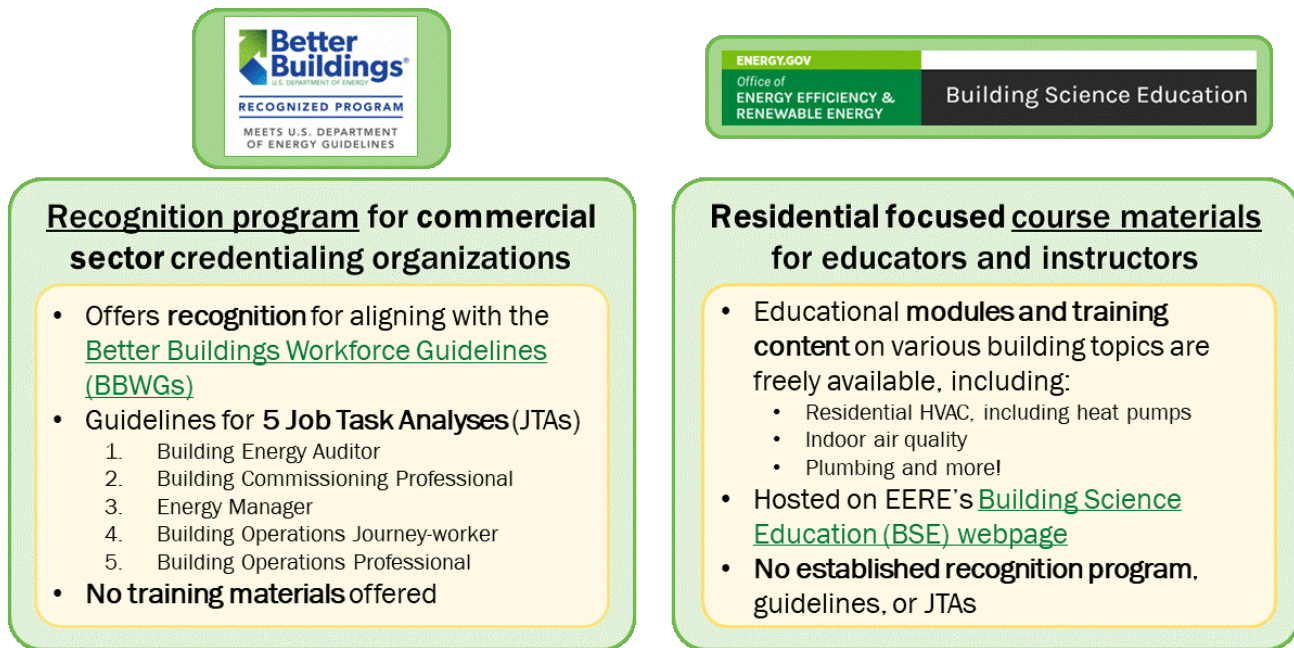 Better
Buildings®
U.S. DEPARTMENT OF ENERGY
RECOGNIZED PROGRAM
MEETS U.S. DEPARTMENT
OF ENERGY GUIDELINES
Recognition program for commercial
sector credentialing organizations
• Offers recognition for aligning with the
Better Buildings Workforce Guidelines
(BBWGs)
• Guidelines for 5 Job Task Analyses (JTAs)
1. Building Energy Auditor
2. Building Commissioning Professional
3. Energy Manager
4. Building Operations Journey-worker
5. Building Operations Professional
• No training materials offered
ENERGY.GOV
Office of
ENERGY EFFICIENCY &
RENEWABLE ENERGY
Building Science Education
Residential focused course materials
for educators and instructors
• Educational modules and training
content on various building topics are
freely available, including:
• Residential HVAC, including heat pumps
• Indoor air quality
• Plumbing and more!
• Hosted on EERE's Building Science
Education (BSE) webpage
• No established recognition program,
guidelines, or JTAs